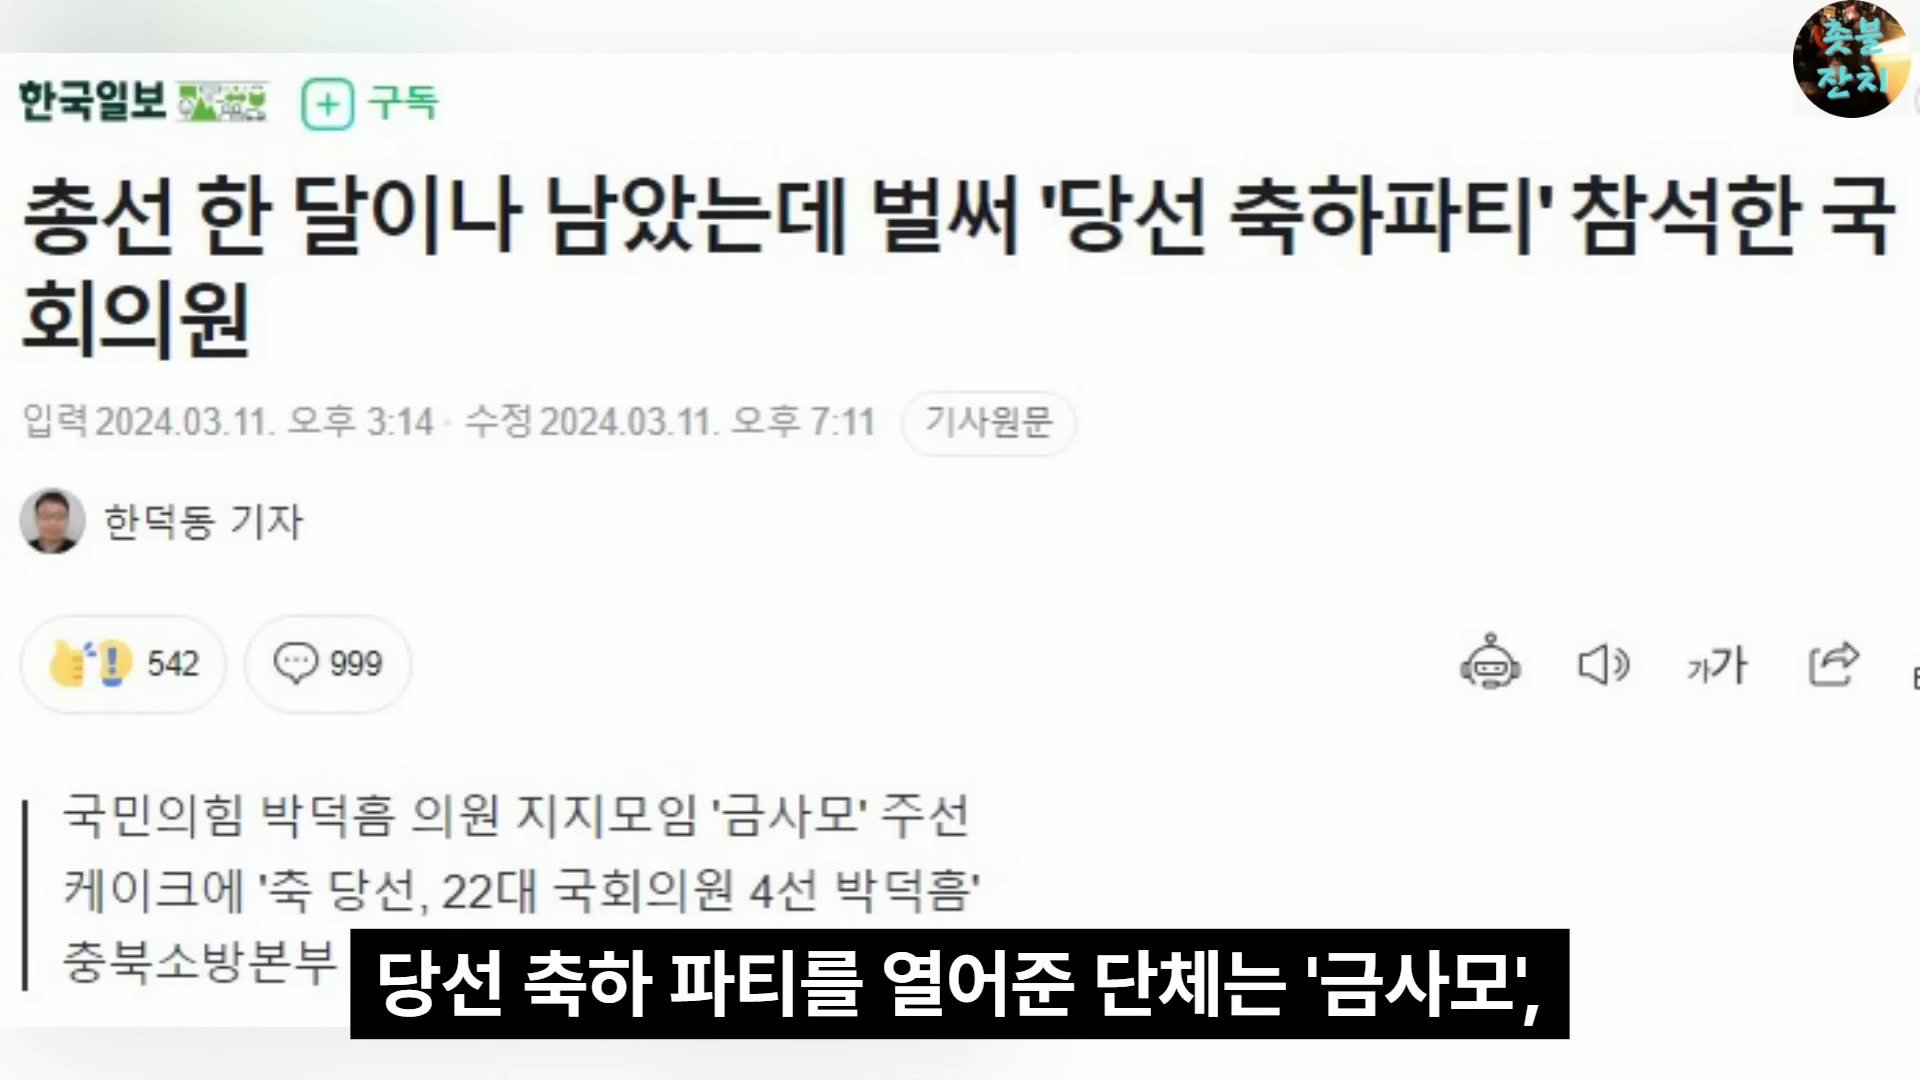 촛불
잔치
한국일보
구독
총선 한 달이나 남았는데 벌써 '당선 축하파티' 참석한 국
회의원
입력 2024.03.11. 오후 3:14 · 수정 2024.03.11. 오후 7:11 기사원문
한덕동 기자
542 999
가가
국민의힘 박덕흠 의원 지지모임 '금사모' 주선
케이크에 '축 당선, 22대 국회의원 4선 박덕흠'
충북소방본부
당선 축하 파티를 열어준 단체는 '금사모',